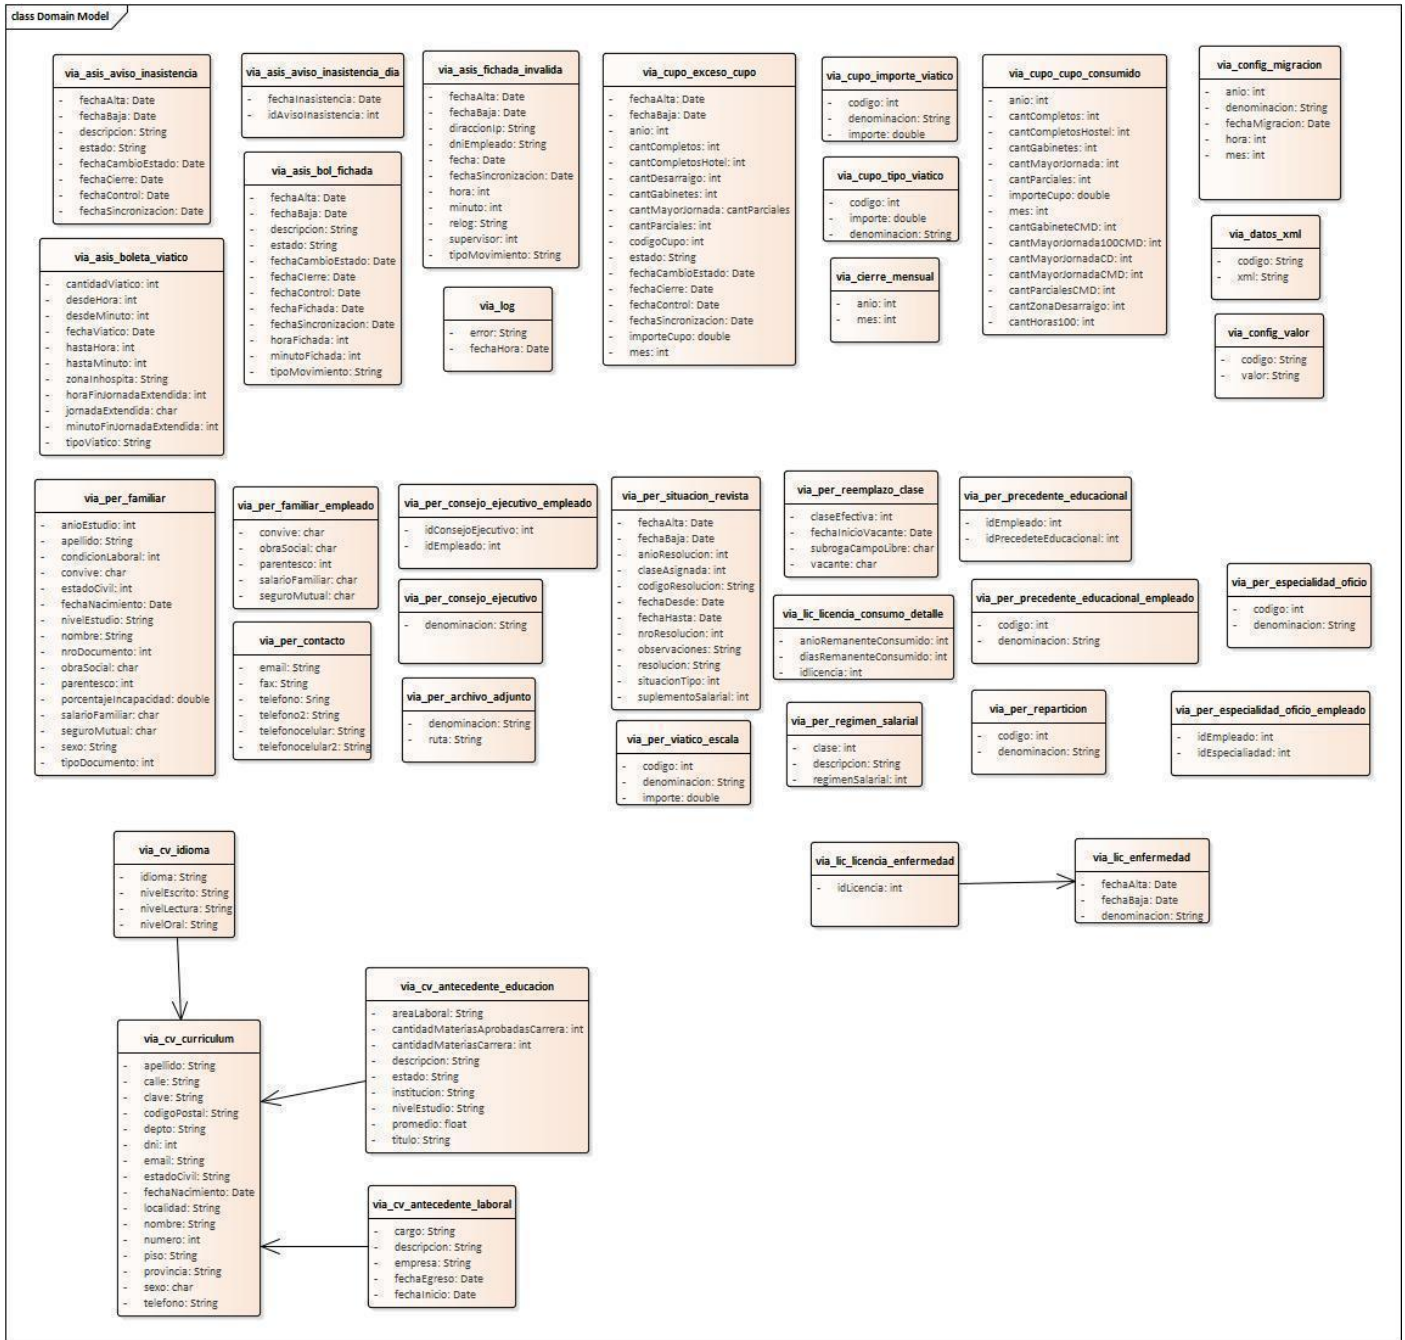 class Domain Model
via_asis_aviso_inasistencia
- fechaAlta: Date
- fechaBaja: Date
- descripcion: String
- estado: String
- fechaCambioEstado: Date
- fechaCierre: Date
- fechaControl: Date
- fechaSincronizacion: Date
via_asis_aviso_inasistencia_dia
- fechaInasistencia: Date
- idAvisoInasistencia: int
via_asis_fichada_invalida
- fechaAlta: Date
- fechaBaja: Date
- diraccionIp: String
- dniEmpleado: String
- fecha: Date
- fechaSincronizacion: Date
- hora: int
- minuto: int
- relog: String
- supervisor: int
- tipoMovimiento: String
via_cupo_exceso_cupo
- fechaAlta: Date
- fechaBaja: Date
- anio: int
- cantCompletos: int
- cantCompletosHotel: int
- cantDesarraigo: int
- cantGabinetes: int
- cantMayorJornada: cantParciales
- cantParciales: int
- codigoCupo: int
- estado: String
- fechaCambioEstado: Date
- fechaCierre: Date
- fechaControl: Date
- fechaSincronizacion: Date
- importeCupo: double
- mes: int
via_cupo_importe_viatico
- codigo: int
- denominacion: String
- importe: double
via_cupo_cupo_consumido
- anio: int
- cantCompletos: int
- cantCompletosHostel: int
- cantGabinetes: int
- cantMayorJornada: int
- cantParciales: int
- importeCupo: double
- mes: int
- cantGabineteCMD: int
- cantMayorJornada100CMD: int
- cantMayorJornadaCD: int
- cantMayorJornadaCMD: int
- cantParcialesCMD: int
- cantZonaDesarraigo: int
- cantHoras100: int
via_config_migracion
- anio: int
- denominacion: String
- fechaMigracion: Date
- hora: int
- mes: int
via_asis_bol_fichada
- fechaAlta: Date
- fechaBaja: Date
- descripcion: String
- estado: String
- fechaCambioEstado: Date
- fechaCIerre: Date
- fechaControl: Date
- fechaFichada: Date
- fechaSincronizacion: Date
- horaFichada: int
- minutoFichada: int
- tipoMovimiento: String
via_cupo_tipo_viatico
- codigo: int
- importe: double
- denominacion: String
via_datos_xml
- codigo: String
- xml: String
via_asis_boleta_viatico
- cantidadViatico: int
- desdeHora: int
- desdeMinuto: int
- fechaViatico: Date
- hastaHora: int
- hastaMinuto: int
- zonaInhospita: String
- horaFinJornadaExtendida: int
- jornadaExtendida: char
- minutoFinJornadaExtendida: int
- tipoViatico: String
via_log
- error: String
- fechaHora: Date
via_cierre_mensual
- anio: int
- mes: int
via_config_valor
- codigo: String
- valor: String
via_per_familiar
- anioEstudio: int
- apellido: String
- condicionLaboral: int
- convive: char
- estadoCivil: int
- fechaNacimiento: Date
- nivelEstudio: String
- nombre: String
- nroDocumento: int
- obraSocial: char
- parentesco: int
- porcentajeIncapacidad: double
- salarioFamiliar: char
- seguroMutual: char
- sexo: String
- tipoDocumento: int
via_per_familiar_empleado
- convive: char
- obraSocial: char
- parentesco: int
- salarioFamiliar: char
- seguroMutual: char
via_per_consejo_ejecutivo_empleado
- idConsejoEjecutivo: int
- idEmpleado: int
via_per_situacion_revista
- fechaAlta: Date
- fechaBaja: Date
- anioResolucion: int
- claseAsignada: int
- codigoResolucion: String
- fechaDesde: Date
- fechaHasta: Date
- nroResolucion: int
- observaciones: String
- resolucion: String
- situacionTipo: int
- suplementoSalarial: int
via_per_reemplazo_clase
- claseEfectiva: int
- fechaInicioVacante: Date
- subrogaCampoLibre: char
- vacante: char
via_per_precedente_educacional
- idEmpleado: int
- idPrecedeteEducacional: int
via_per_especialidad_oficio
- codigo: int
- denominacion: String
via_per_consejo_ejecutivo
- denominacion: String
via_lic_licencia_consumo_detalle
- anioRemanenteConsumido: int
- diasRemanenteConsumido: int
- idlicencia: int
via_per_precedente_educacional_empleado
- codigo: int
- denominacion: String
via_per_contacto
- email: String
- fax: String
- telefono: Sring
- telefono2: String
- telefonocelular: String
- telefonocelular2: String
via_per_archivo_adjunto
- denominacion: String
- ruta: String
via_per_viatico_escala
- codigo: int
- denominacion: String
- importe: double
via_per_regimen_salarial
- clase: int
- descripcion: String
- regimenSalarial: int
via_per_reparticion
- codigo: int
- denominacion: String
via_per_especialidad_oficio_empleado
- idEmpleado: int
- idEspecialiadad: int
via_cv_idioma
- idioma: String
- nivelEscrito: String
- nivelLectura: String
- nivelOral: String
via_lic_licencia_enfermedad
- idLicencia: int
via_lic_enfermedad
- fechaAlta: Date
- fechaBaja: Date
- denominacion: String
via_cv_antecedente_educacion
- areaLaboral: String
- cantidadMateriasAprobadasCarrera: int
- cantidadMateriasCarrera: int
- descripcion: String
- estado: String
- institucion: String
- nivelEstudio: String
- promedio: float
- titulo: String
via_cv_curriculum
- apellido: String
- calle: String
- clave: String
- codigoPostal: String
- depto: String
- dni: int
- email: String
- estadoCivil: String
- fechaNacimiento: Date
- localidad: String
- nombre: String
- numero: int
- piso: String
- provincia: String
- sexo: char
- telefono: String
via_cv_antecedente_laboral
- cargo: String
- descripcion: String
- empresa: String
- fechaEgreso: Date
- fechaInicio: Date